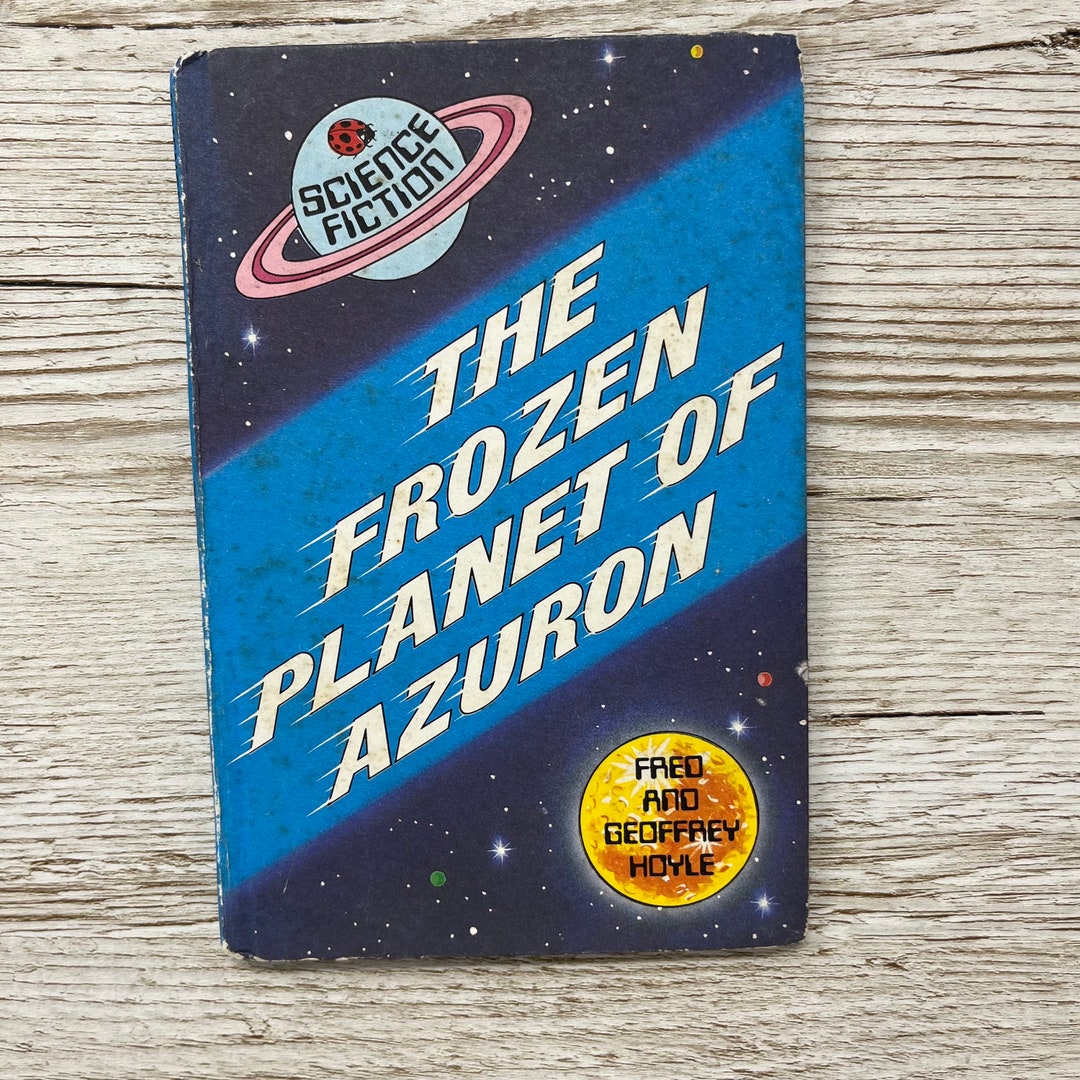 SCIENCE
FICTION
THE
FROZEN
PLANET OF
AZURON
FRED
AND
GEOFFREY
HOYLE